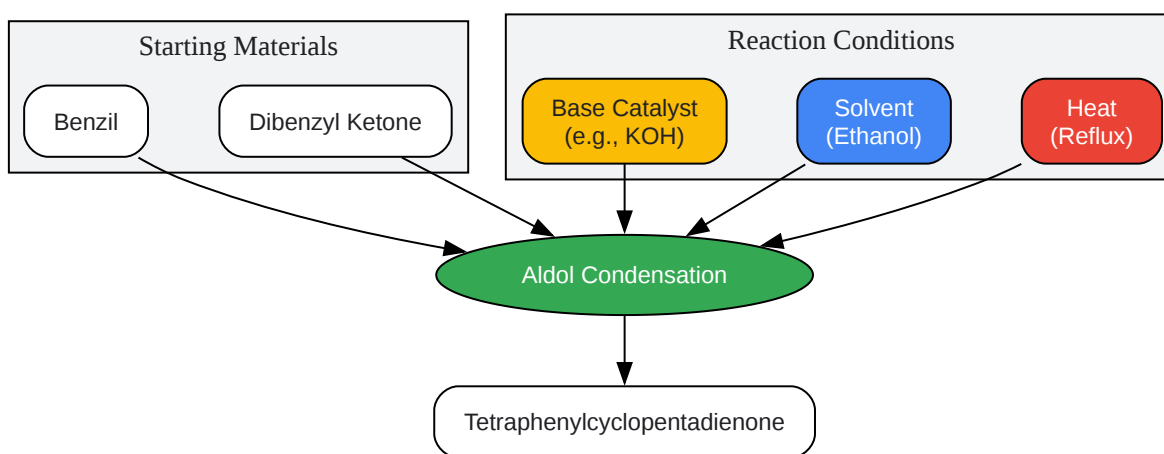 Starting Materials
Benzil
Dibenzyl Ketone
Reaction Conditions
Base Catalyst
(e.g., KOH)
Solvent
(Ethanol)
Heat
(Reflux)
Aldol Condensation
Tetraphenylcyclopentadienone